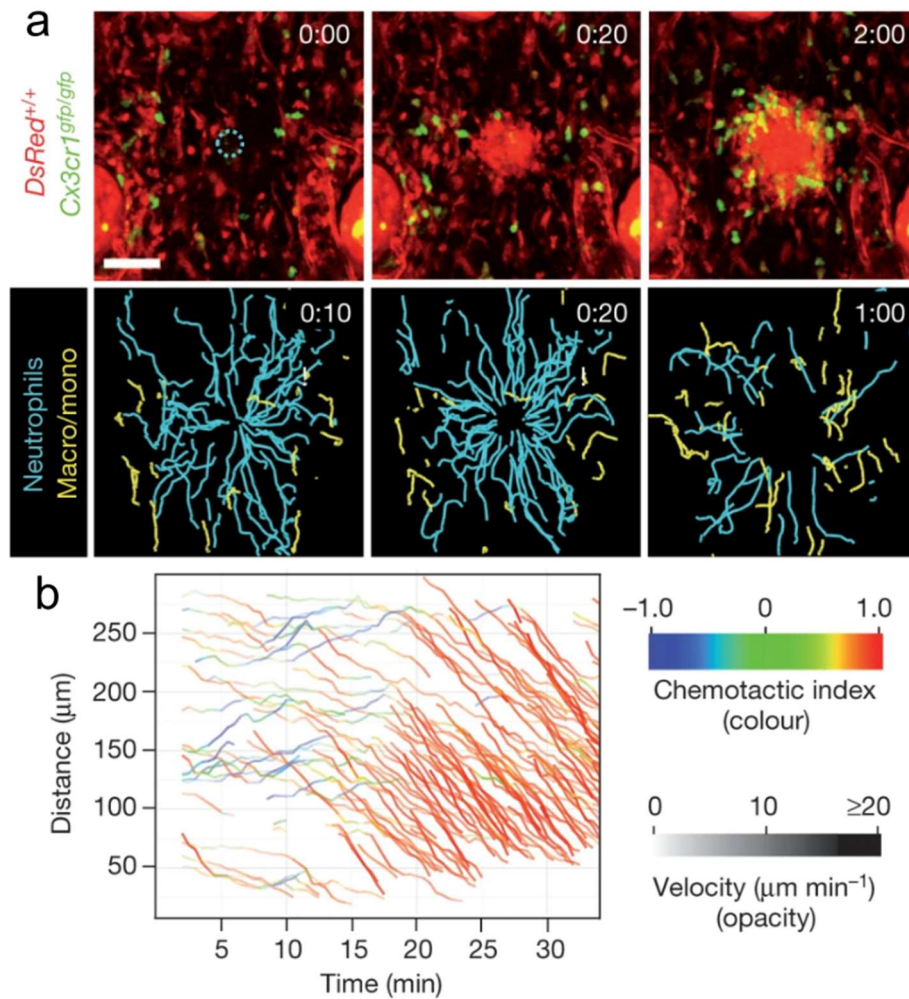 a
DsRed+/+
Cx3cr1gfp/gfp
0:00
0:20
2:00
Neutrophils
Macro/mono
0:10
0:20
1:00
b
Distance (μm)
250
200
150
100
50
5 10 15 20 25 30
Time (min)
−1.0 0 1.0
Chemotactic index
(colour)
0 10 ≥20
Velocity (μm min−1)
(opacity)